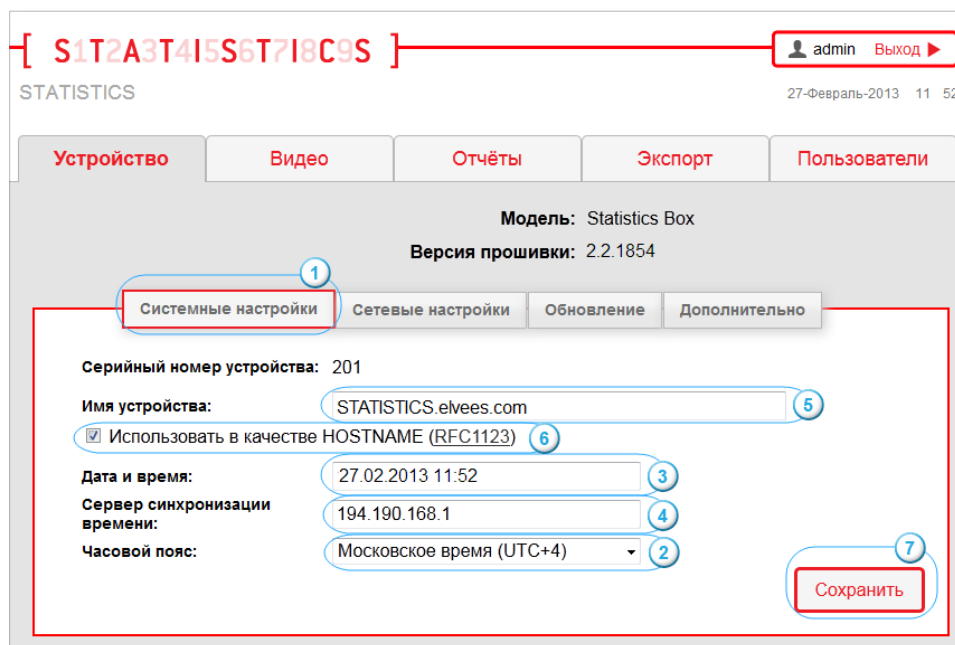 [ S1T2A3T4I5S6T7I8C9S ]
admin Выход
STATISTICS
27-Февраль-2013 11 52
Устройство Видео Отчёты Экспорт Пользователи
Модель: Statistics Box
Версия прошивки: 2.2.1854
1
Системные настройки Сетевые настройки Обновление Дополнительно
Серийный номер устройства: 201
Имя устройства: STATISTICS.elvees.com 5
Использовать в качестве HOSTNAME (RFC1123) 6
Дата и время: 27.02.2013 11:52 3
Сервер синхронизации
времени: 194.190.168.1 4
Часовой пояс: Московское время (UTC+4) 2
7
Сохранить